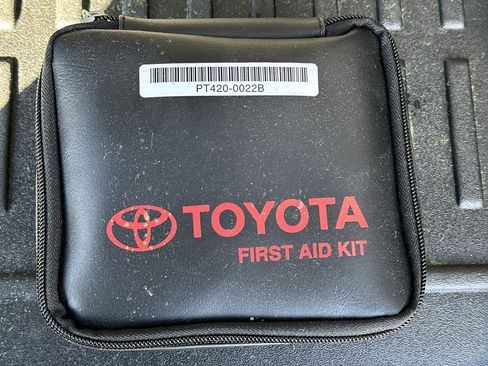 PT420-0022B
TOYOTA
FIRST AID KIT